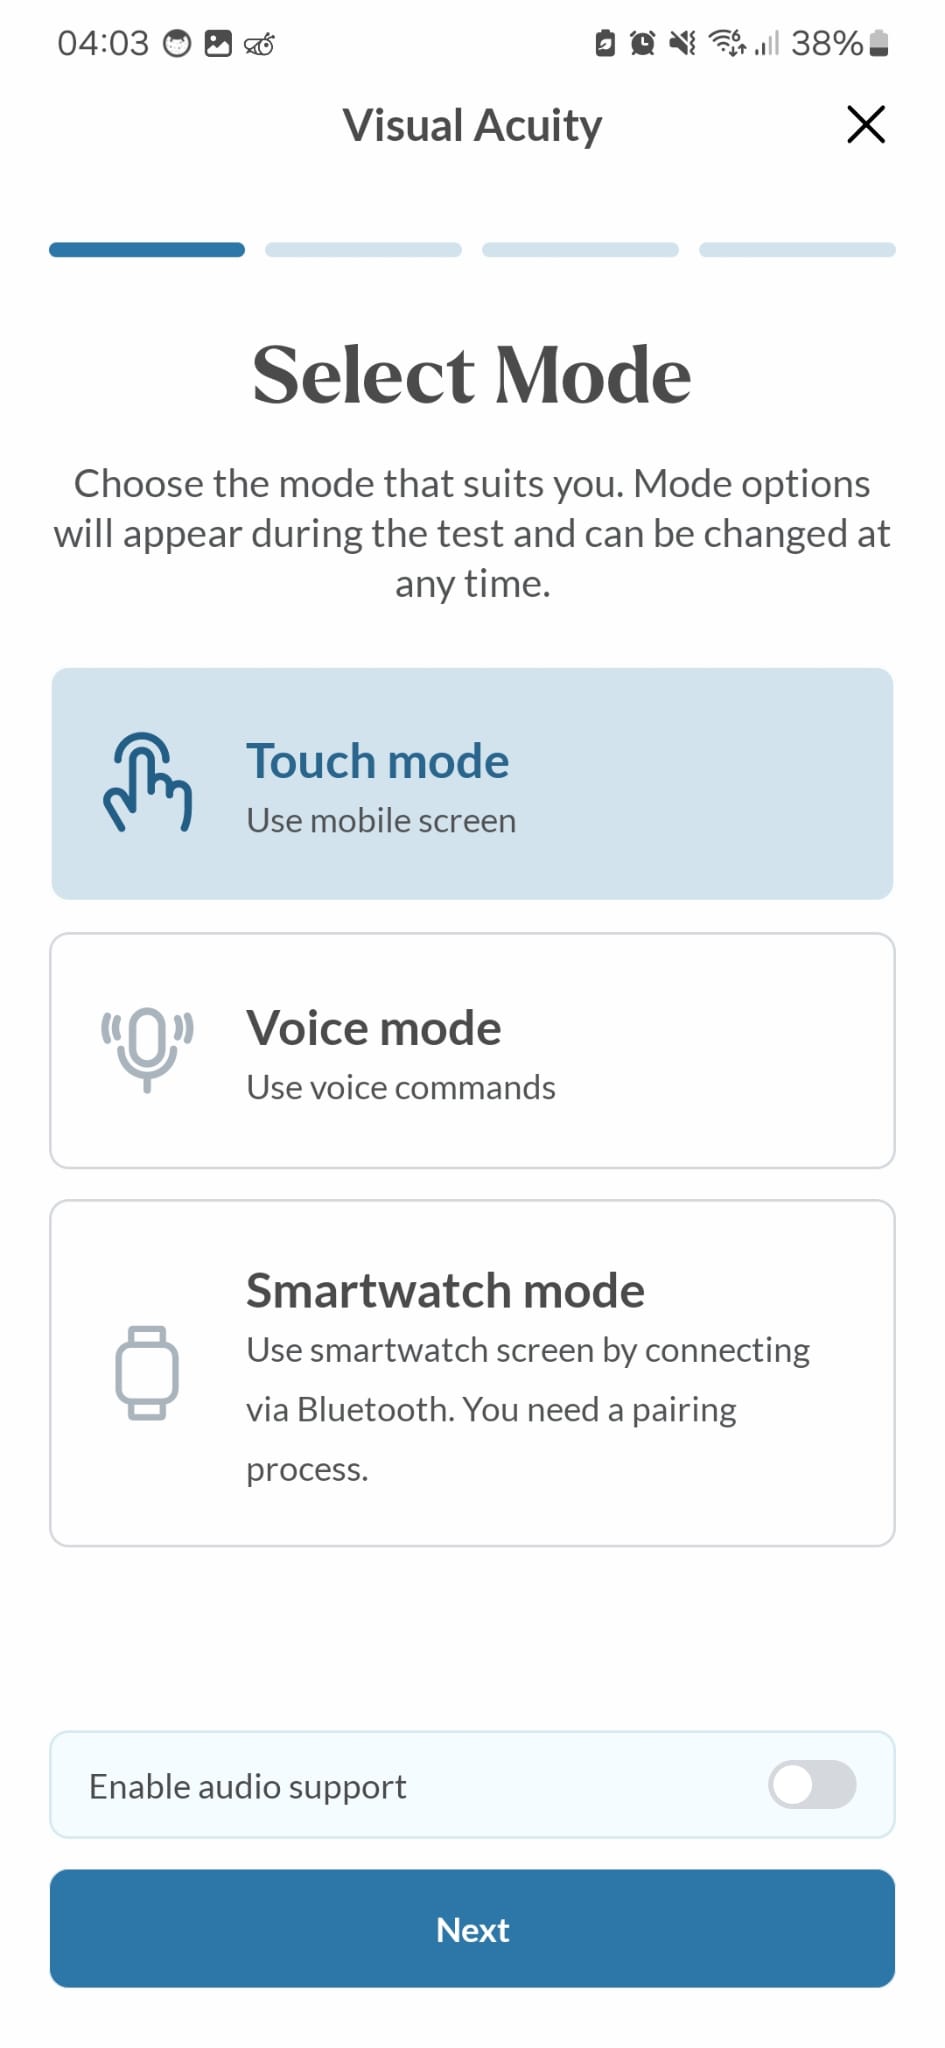 04:03
38%
Visual Acuity
Select Mode
Choose the mode that suits you. Mode options
will appear during the test and can be changed at
any time.
Touch mode
Use mobile screen
Voice mode
Use voice commands
Smartwatch mode
Use smartwatch screen by connecting
via Bluetooth. You need a pairing
process.
Enable audio support
Next